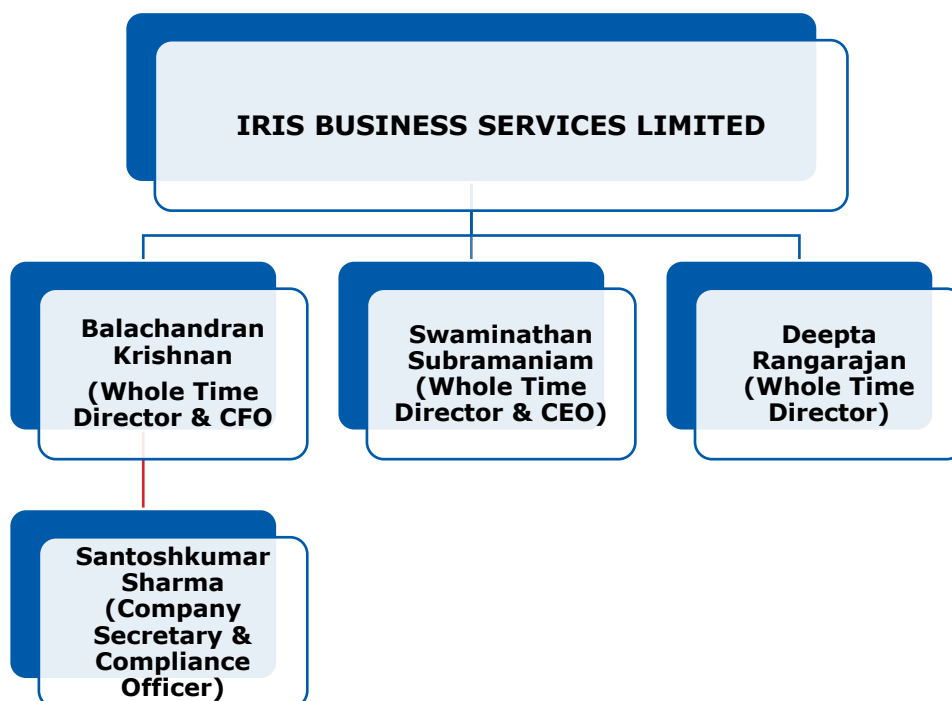 IRIS BUSINESS SERVICES LIMITED
Balachandran
Krishnan
(Whole Time
Director & CFO
Swaminathan
Subramaniam
(Whole Time
Director & CEO)
Deepta
Rangarajan
(Whole Time
Director)
Santoshkumar
Sharma
(Company
Secretary &
Compliance
Officer)